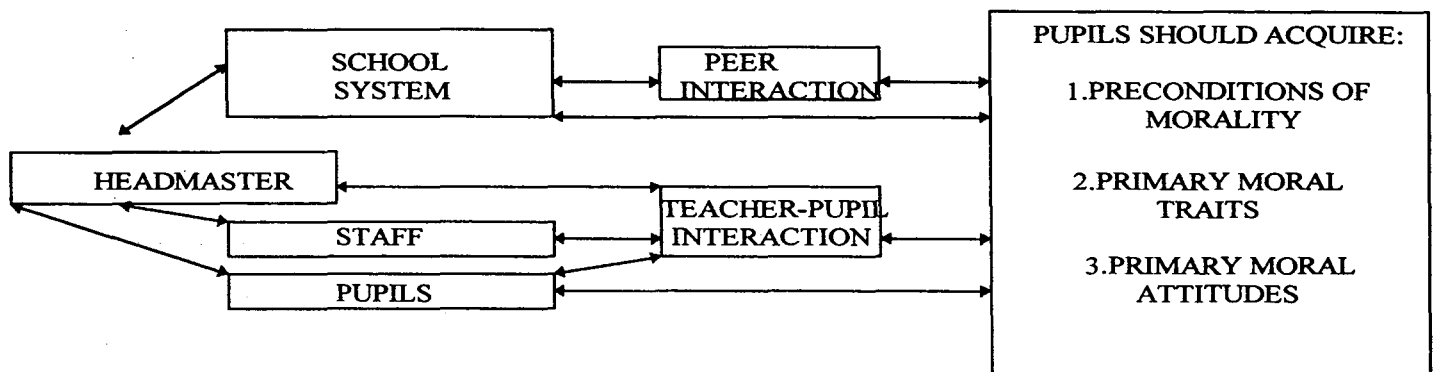 SCHOOL
SYSTEM
PEER
INTERACTION
HEADMASTER
STAFF
PUPILS
TEACHER-PUPIL
INTERACTION
PUPILS SHOULD ACQUIRE:
1.PRECONDITIONS OF
MORALITY
2.PRIMARY MORAL
TRAITS
3.PRIMARY MORAL
ATTITUDES